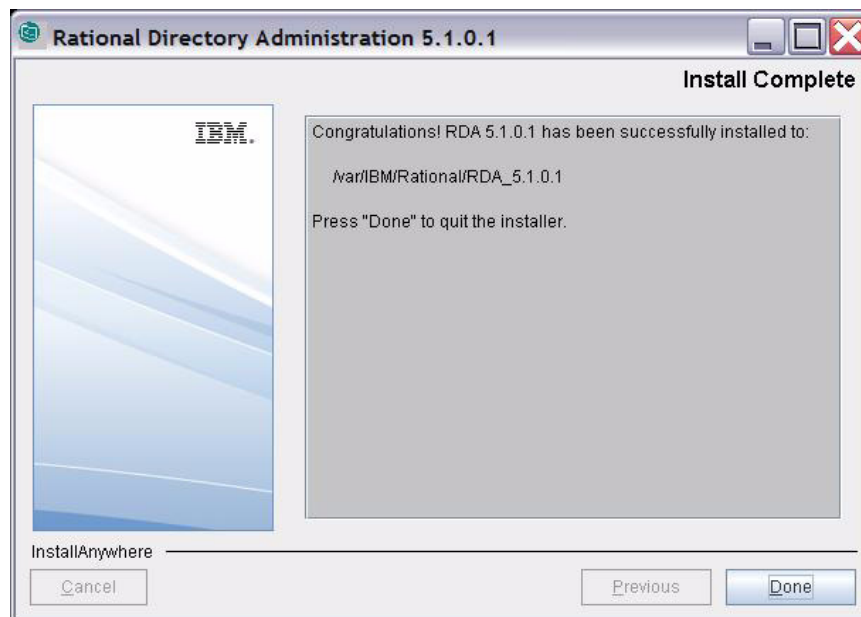 Rational Directory Administration 5.1.0.1
Install Complete
IBM.
Congratulations! RDA 5.1.0.1 has been successfully installed to:
/var/IBM/Rational/RDA_5.1.0.1
Press "Done" to quit the installer.
InstallAnywhere
Cancel
Previous
Done